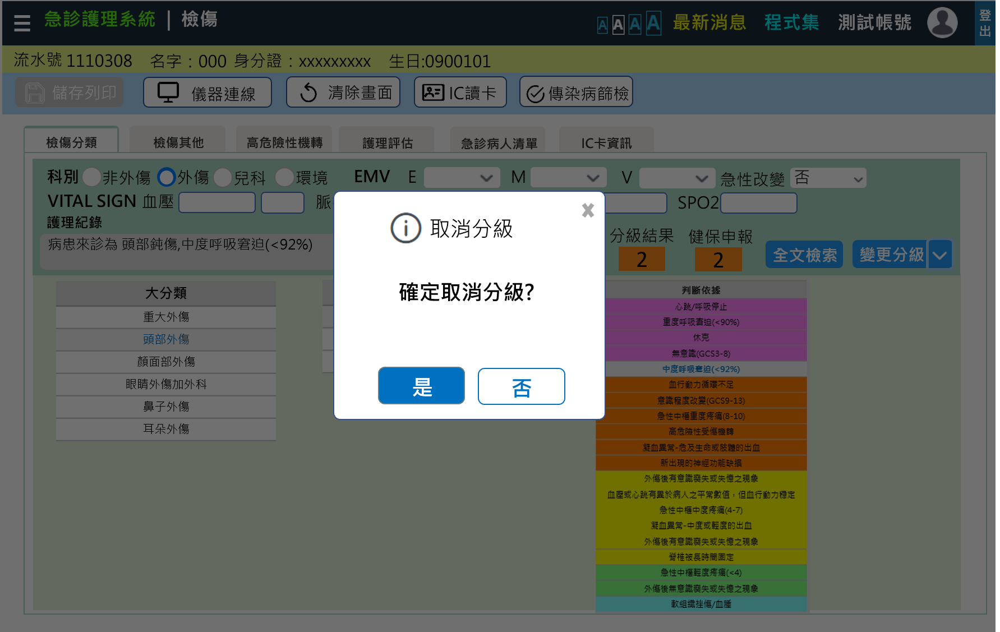 急診護理系統 | 檢傷
A A A A 最新消息 程式集 測試帳號 登出
流水號 1110308 名字：000 身分證：xxxxxxxxx 生日:0900101
儲存列印 儀器連線 清除畫面 IC讀卡 傳染病篩檢
檢傷分類 檢傷其他 高危險性機轉 護理評估 急診病人清單 IC卡資訊
科別 非外傷 外傷 兒科 環境 EMV E M V 急性改變 否
VITAL SIGN 血壓 脈 SPO2
護理紀錄
病患來診為 頭部鈍傷,中度呼吸窘迫(<92%)
分級結果 健保申報
2 2 全文檢索 變更分級
X
取消分級
確定取消分級?
是 否
大分類
重大外傷
頭部外傷
顏面部外傷
眼睛外傷加外科
鼻子外傷
耳朵外傷
判斷依據
心跳/呼吸停止
重度呼吸窘迫(<90%)
休克
無意識(GCS3-8)
中度呼吸窘迫(<92%)
血行動力循環不足
意識程度改變(GCS9-13)
急性中樞重度疼痛(8-10)
高危險性受傷機轉
凝血異常-危及生命或肢體的出血
新出現的神經功能缺損
外傷後有意識喪失或失憶之現象
血壓或心跳有異於病人之平常數值，但血行動力穩定
急性中樞中度疼痛(4-7)
凝血異常-中度或輕度的出血
外傷後有意識喪失或失憶之現象
脊椎被長時間固定
急性中樞輕度疼痛(<4)
外傷後無意識喪失或失憶之現象
軟組織挫傷/血腫